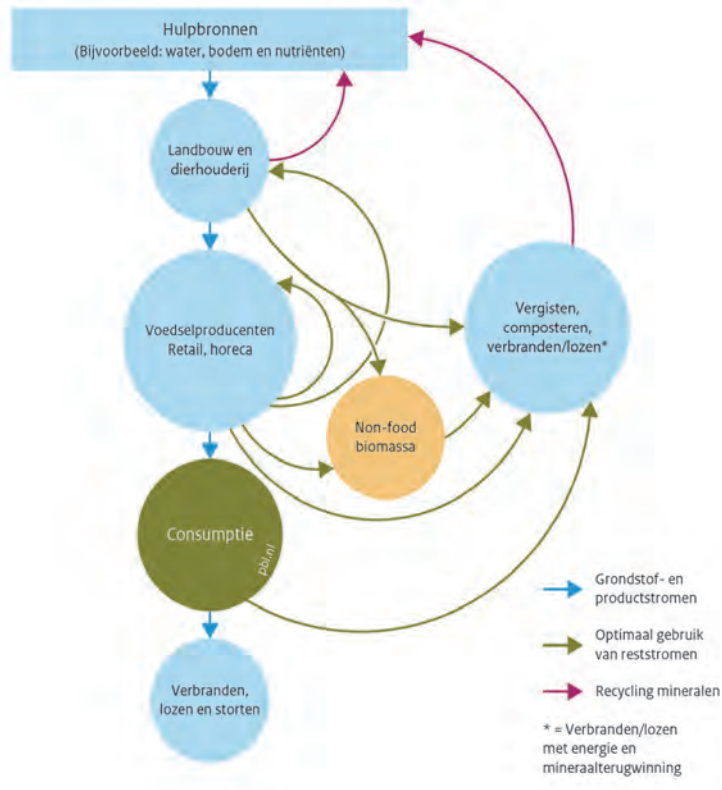 Hulpbronnen
(Bijvoorbeeld: water, bodem en nutriënten)
Landbouw en
dierhouderij
Voedselproducenten
Retail, horeca
Vergisten,
composteren,
verbranden/lozen*
Non-food
biomassa
Consumptie
pbl.nl
Verbranden,
lozen en storten
Grondstof- en
productstromen
Optimaal gebruik
van reststromen
Recycling mineralen
* = Verbranden/lozen
met energie en
mineraalterugwinning